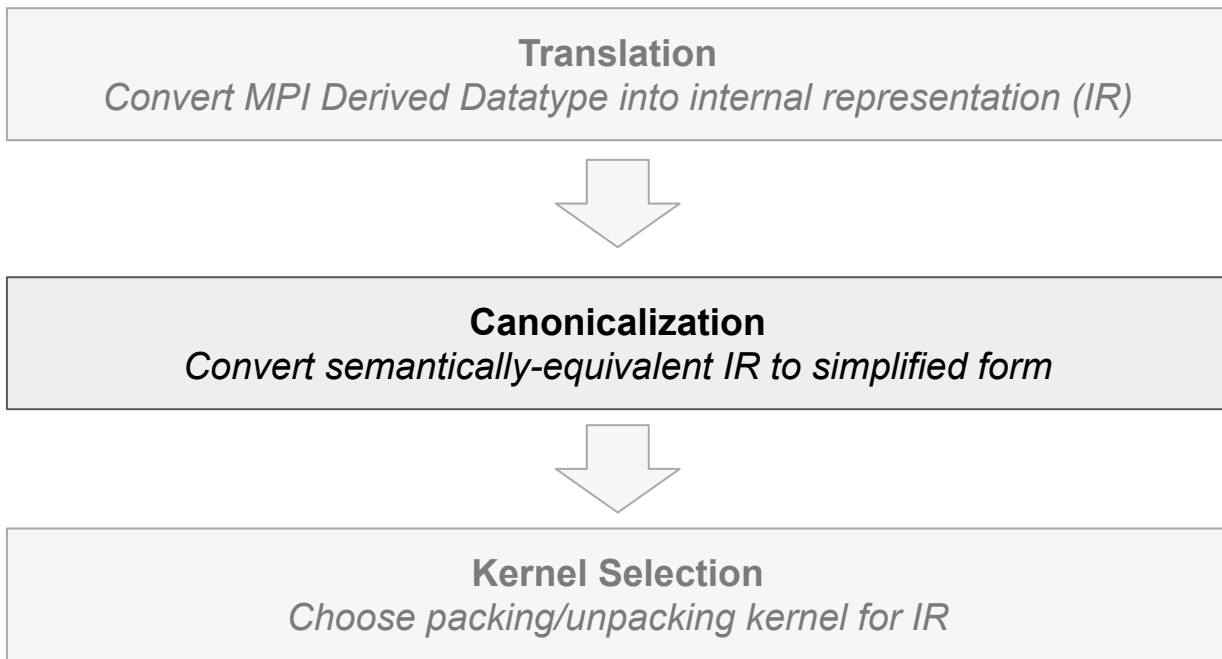 Translation
Convert MPI Derived Datatype into internal representation (IR)
Canonicalization
Convert semantically-equivalent IR to simplified form
Kernel Selection
Choose packing/unpacking kernel for IR